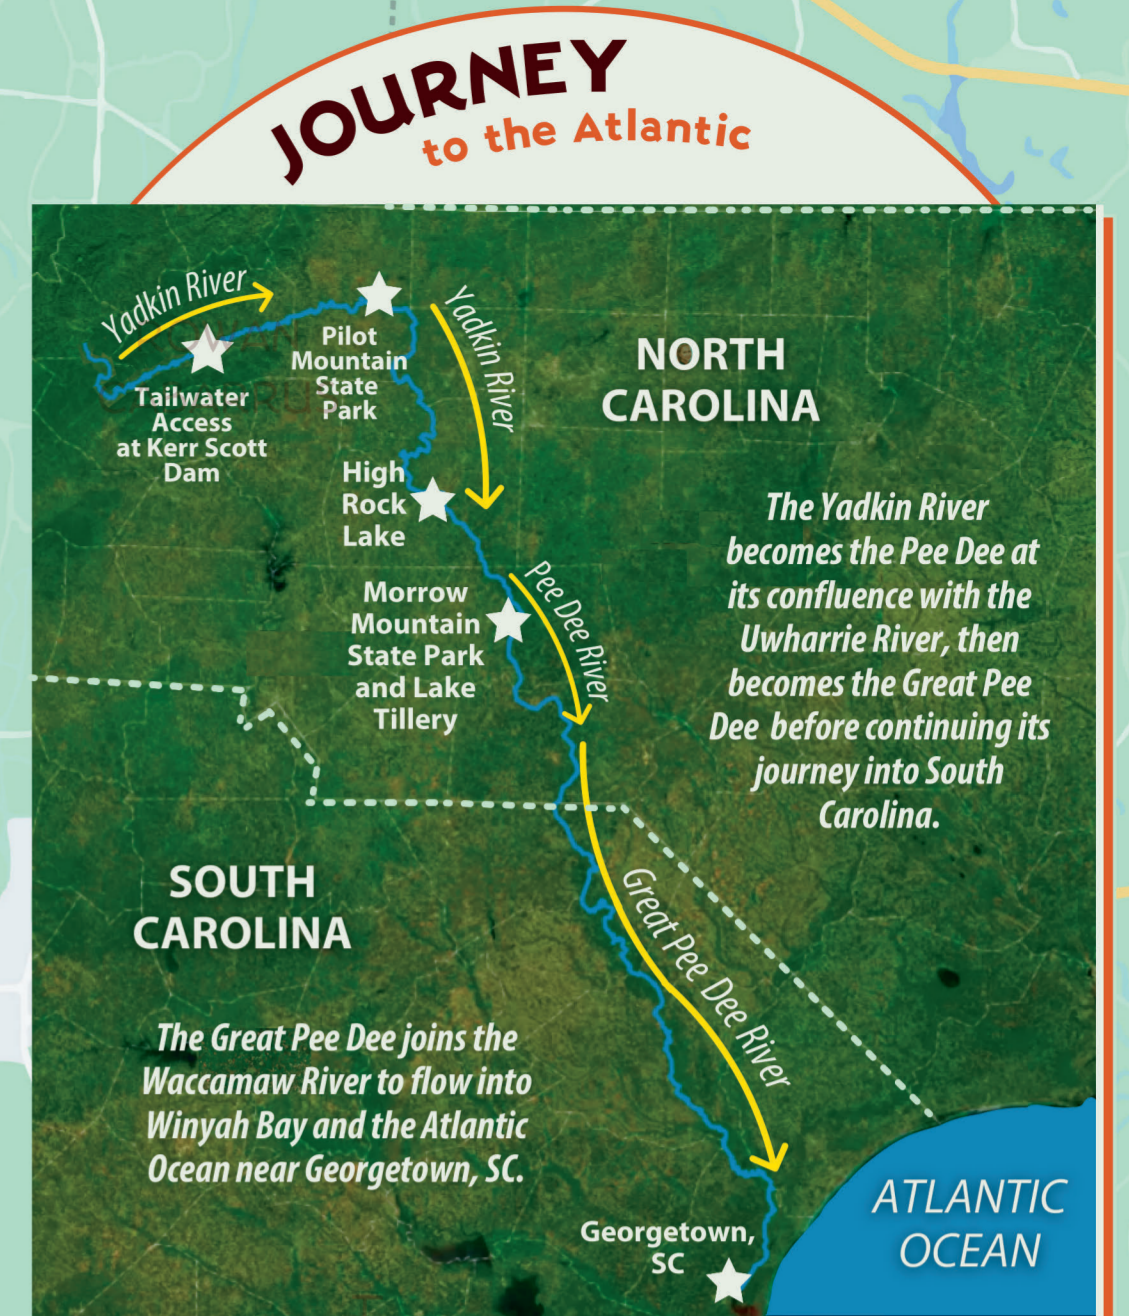 JOURNEY
to the Atlantic
Yadkin River
Yadkin River
Pilot
Mountain
State
Park
NORTH
CAROLINA
Tailwater
Access
at Kerr Scott
Dam
High
Rock
Lake
The Yadkin River
becomes the Pee Dee at
its confluence with the
Uwharrie River, then
becomes the Great Pee
Dee before continuing its
journey into South
Carolina.
Pee Dee River
Morrow
Mountain
State Park
and Lake
Tillery
SOUTH
CAROLINA
Great Pee Dee River
The Great Pee Dee joins the
Waccamaw River to flow into
Winyah Bay and the Atlantic
Ocean near Georgetown, SC.
ATLANTIC
OCEAN
Georgetown,
SC